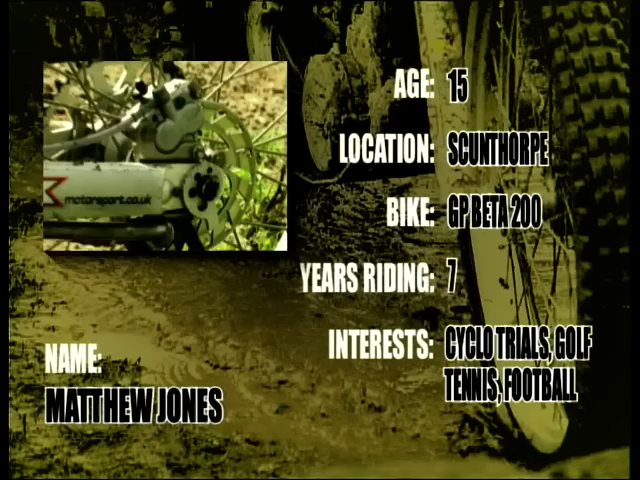 AGE: 15
LOCATION: SCUNTHORPE
BIKE: GP BETA 200
YEARS RIDING: 7
INTERESTS: CYCLO TRIALS, GOLF
TENNIS, FOOTBALL
motorsport.co.uk
NAME:
MATTHEW JONES